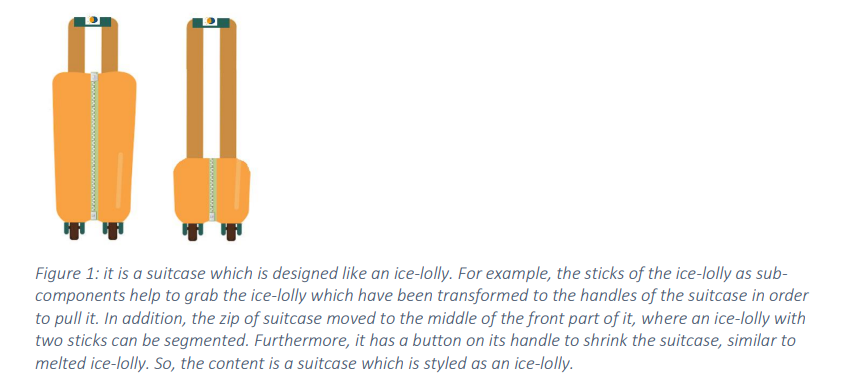 Figure 1: it is a suitcase which is designed like an ice-lolly. For example, the sticks of the ice-lolly as sub-
components help to grab the ice-lolly which have been transformed to the handles of the suitcase in order
to pull it. In addition, the zip of suitcase moved to the middle of the front part of it, where an ice-lolly with
two sticks can be segmented. Furthermore, it has a button on its handle to shrink the suitcase, similar to
melted ice-lolly. So, the content is a suitcase which is styled as an ice-lolly.